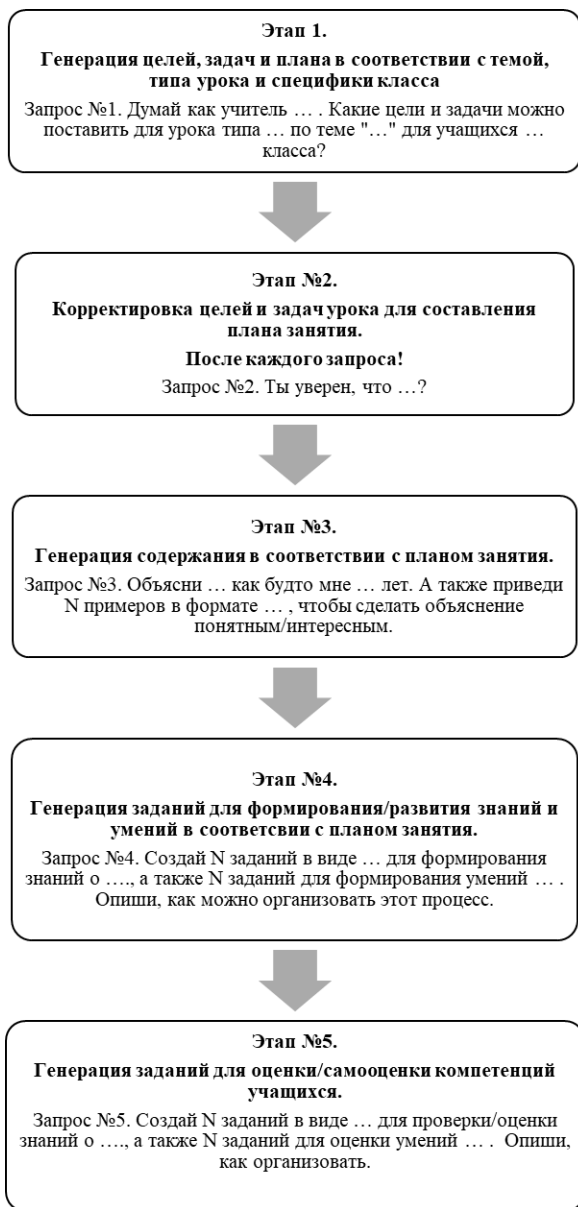 Этап 1.
Генерация целей, задач и плана в соответствии с темой,
типа урока и специфики класса
Запрос №1. Думай как учитель … . Какие цели и задачи можно
поставить для урока типа … по теме "…" для учащихся …
класса?
Этап №2.
Корректировка целей и задач урока для составления
плана занятия.
После каждого запроса!
Запрос №2. Ты уверен, что …?
Этап №3.
Генерация содержания в соответствии с планом занятия.
Запрос №3. Объясни … как будто мне … лет. А также приведи
N примеров в формате … , чтобы сделать объяснение
понятным/интересным.
Этап №4.
Генерация заданий для формирования/развития знаний и
умений в соответсвии с планом занятия.
Запрос №4. Создай N заданий в виде … для формирования
знаний о …., а также N заданий для формирования умений … .
Опиши, как можно организовать этот процесс.
Этап №5.
Генерация заданий для оценки/самооценки компетенций
учащихся.
Запрос №5. Создай N заданий в виде … для проверки/оценки
знаний о …., а также N заданий для оценки умений … . Опиши,
как организовать.